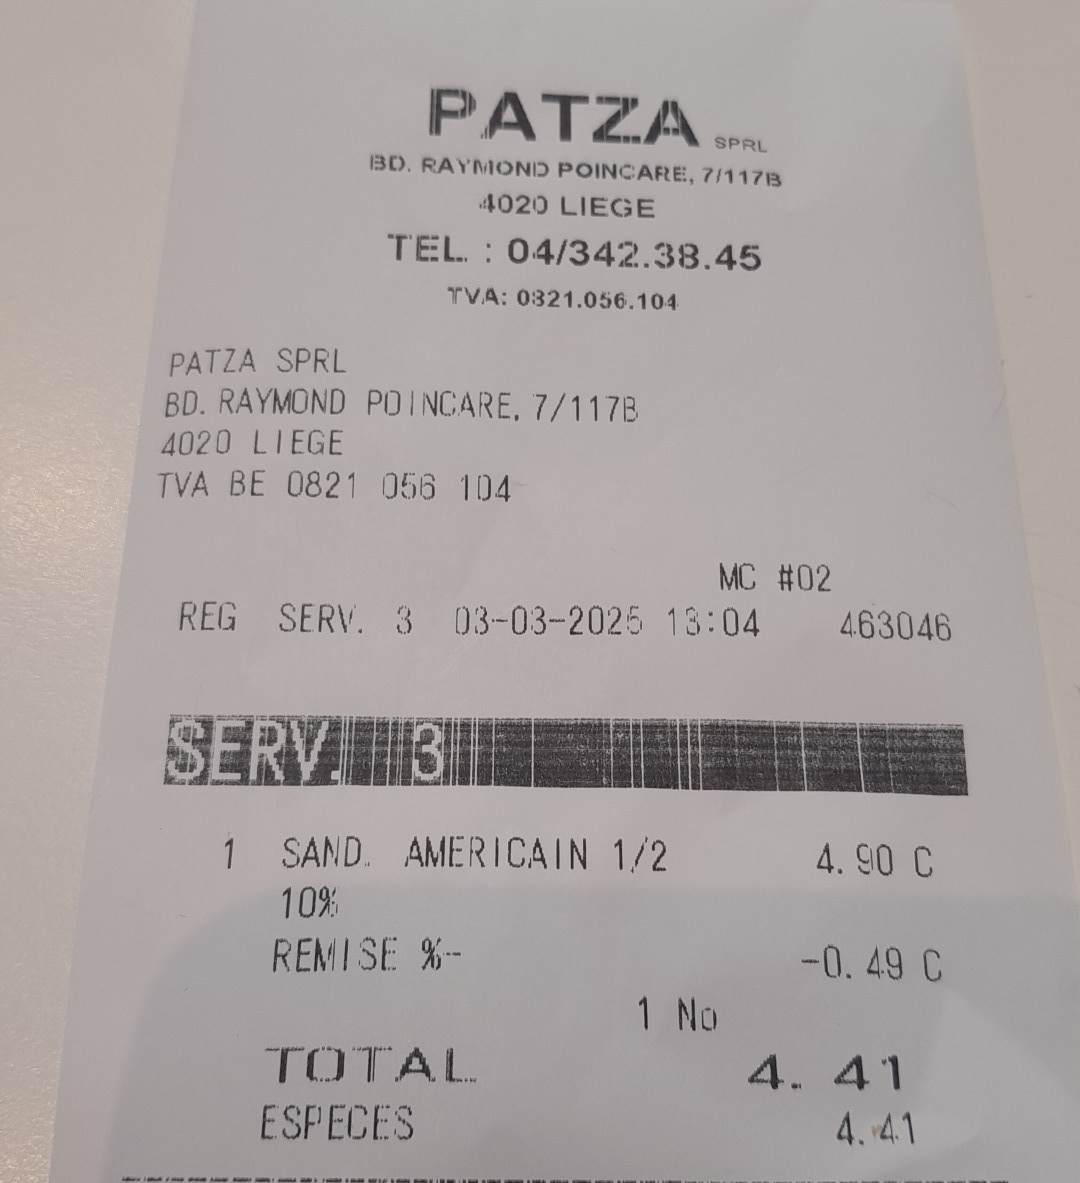 PATZA SPRL
BD. RAYMOND POINCARE, 7/117B
4020 LIEGE
TEL. : 04/342.38.45
TVA: 0821.056.104
PATZA SPRL
BD. RAYMOND POINCARE, 7/117B
4020 LIEGE
TVA BE 0821 056 104
MC #02
REG SERV. 3 03-03-2025 13:04 463046
SERV. 3
1 SAND. AMERICAIN 1/2 4.90 C
10%
REMISE %- -0.49 C
1 No
TOTAL 4.41
ESPECES 4.41